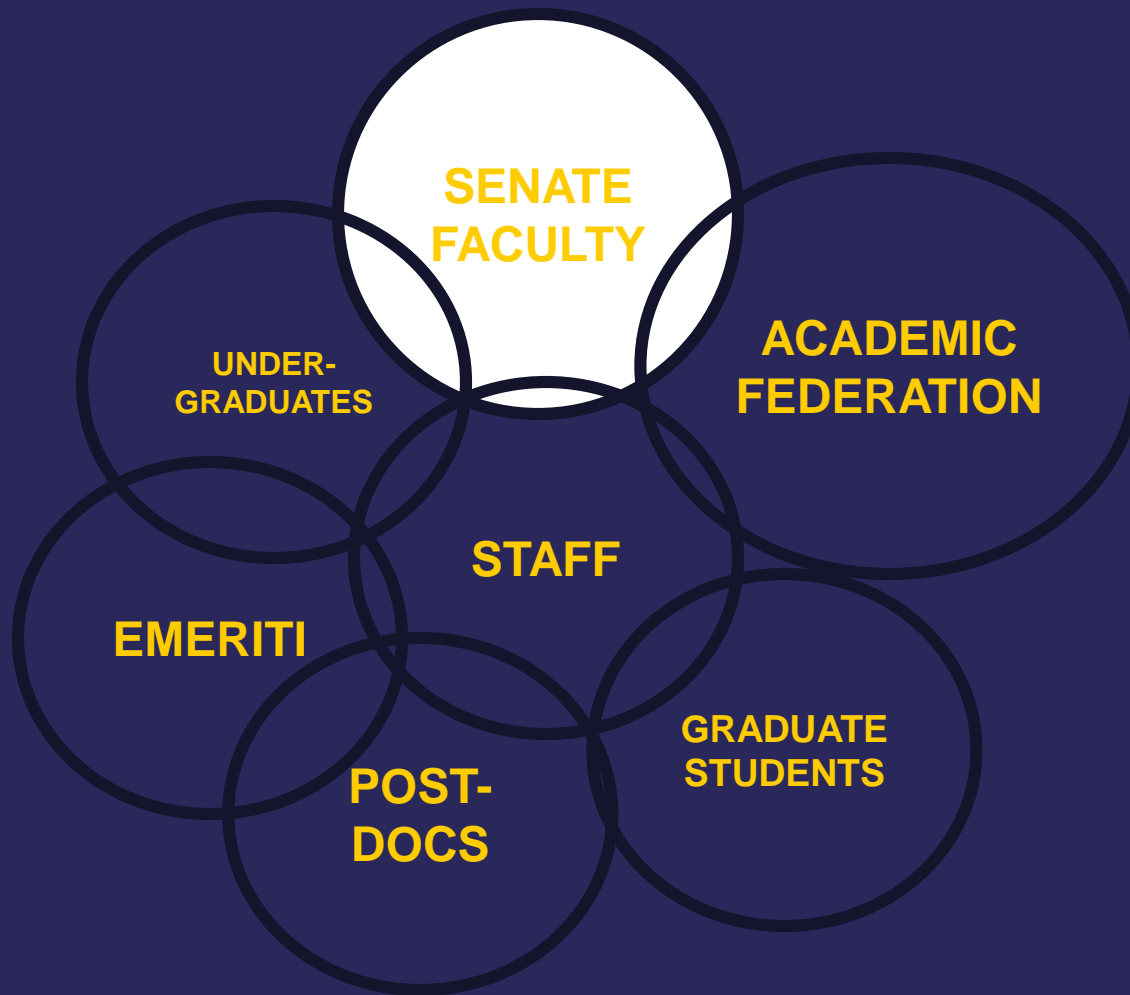 SENATE
FACULTY
ACADEMIC
FEDERATION
UNDER-
GRADUATES
STAFF
EMERITI
GRADUATE
STUDENTS
POST-
DOCS